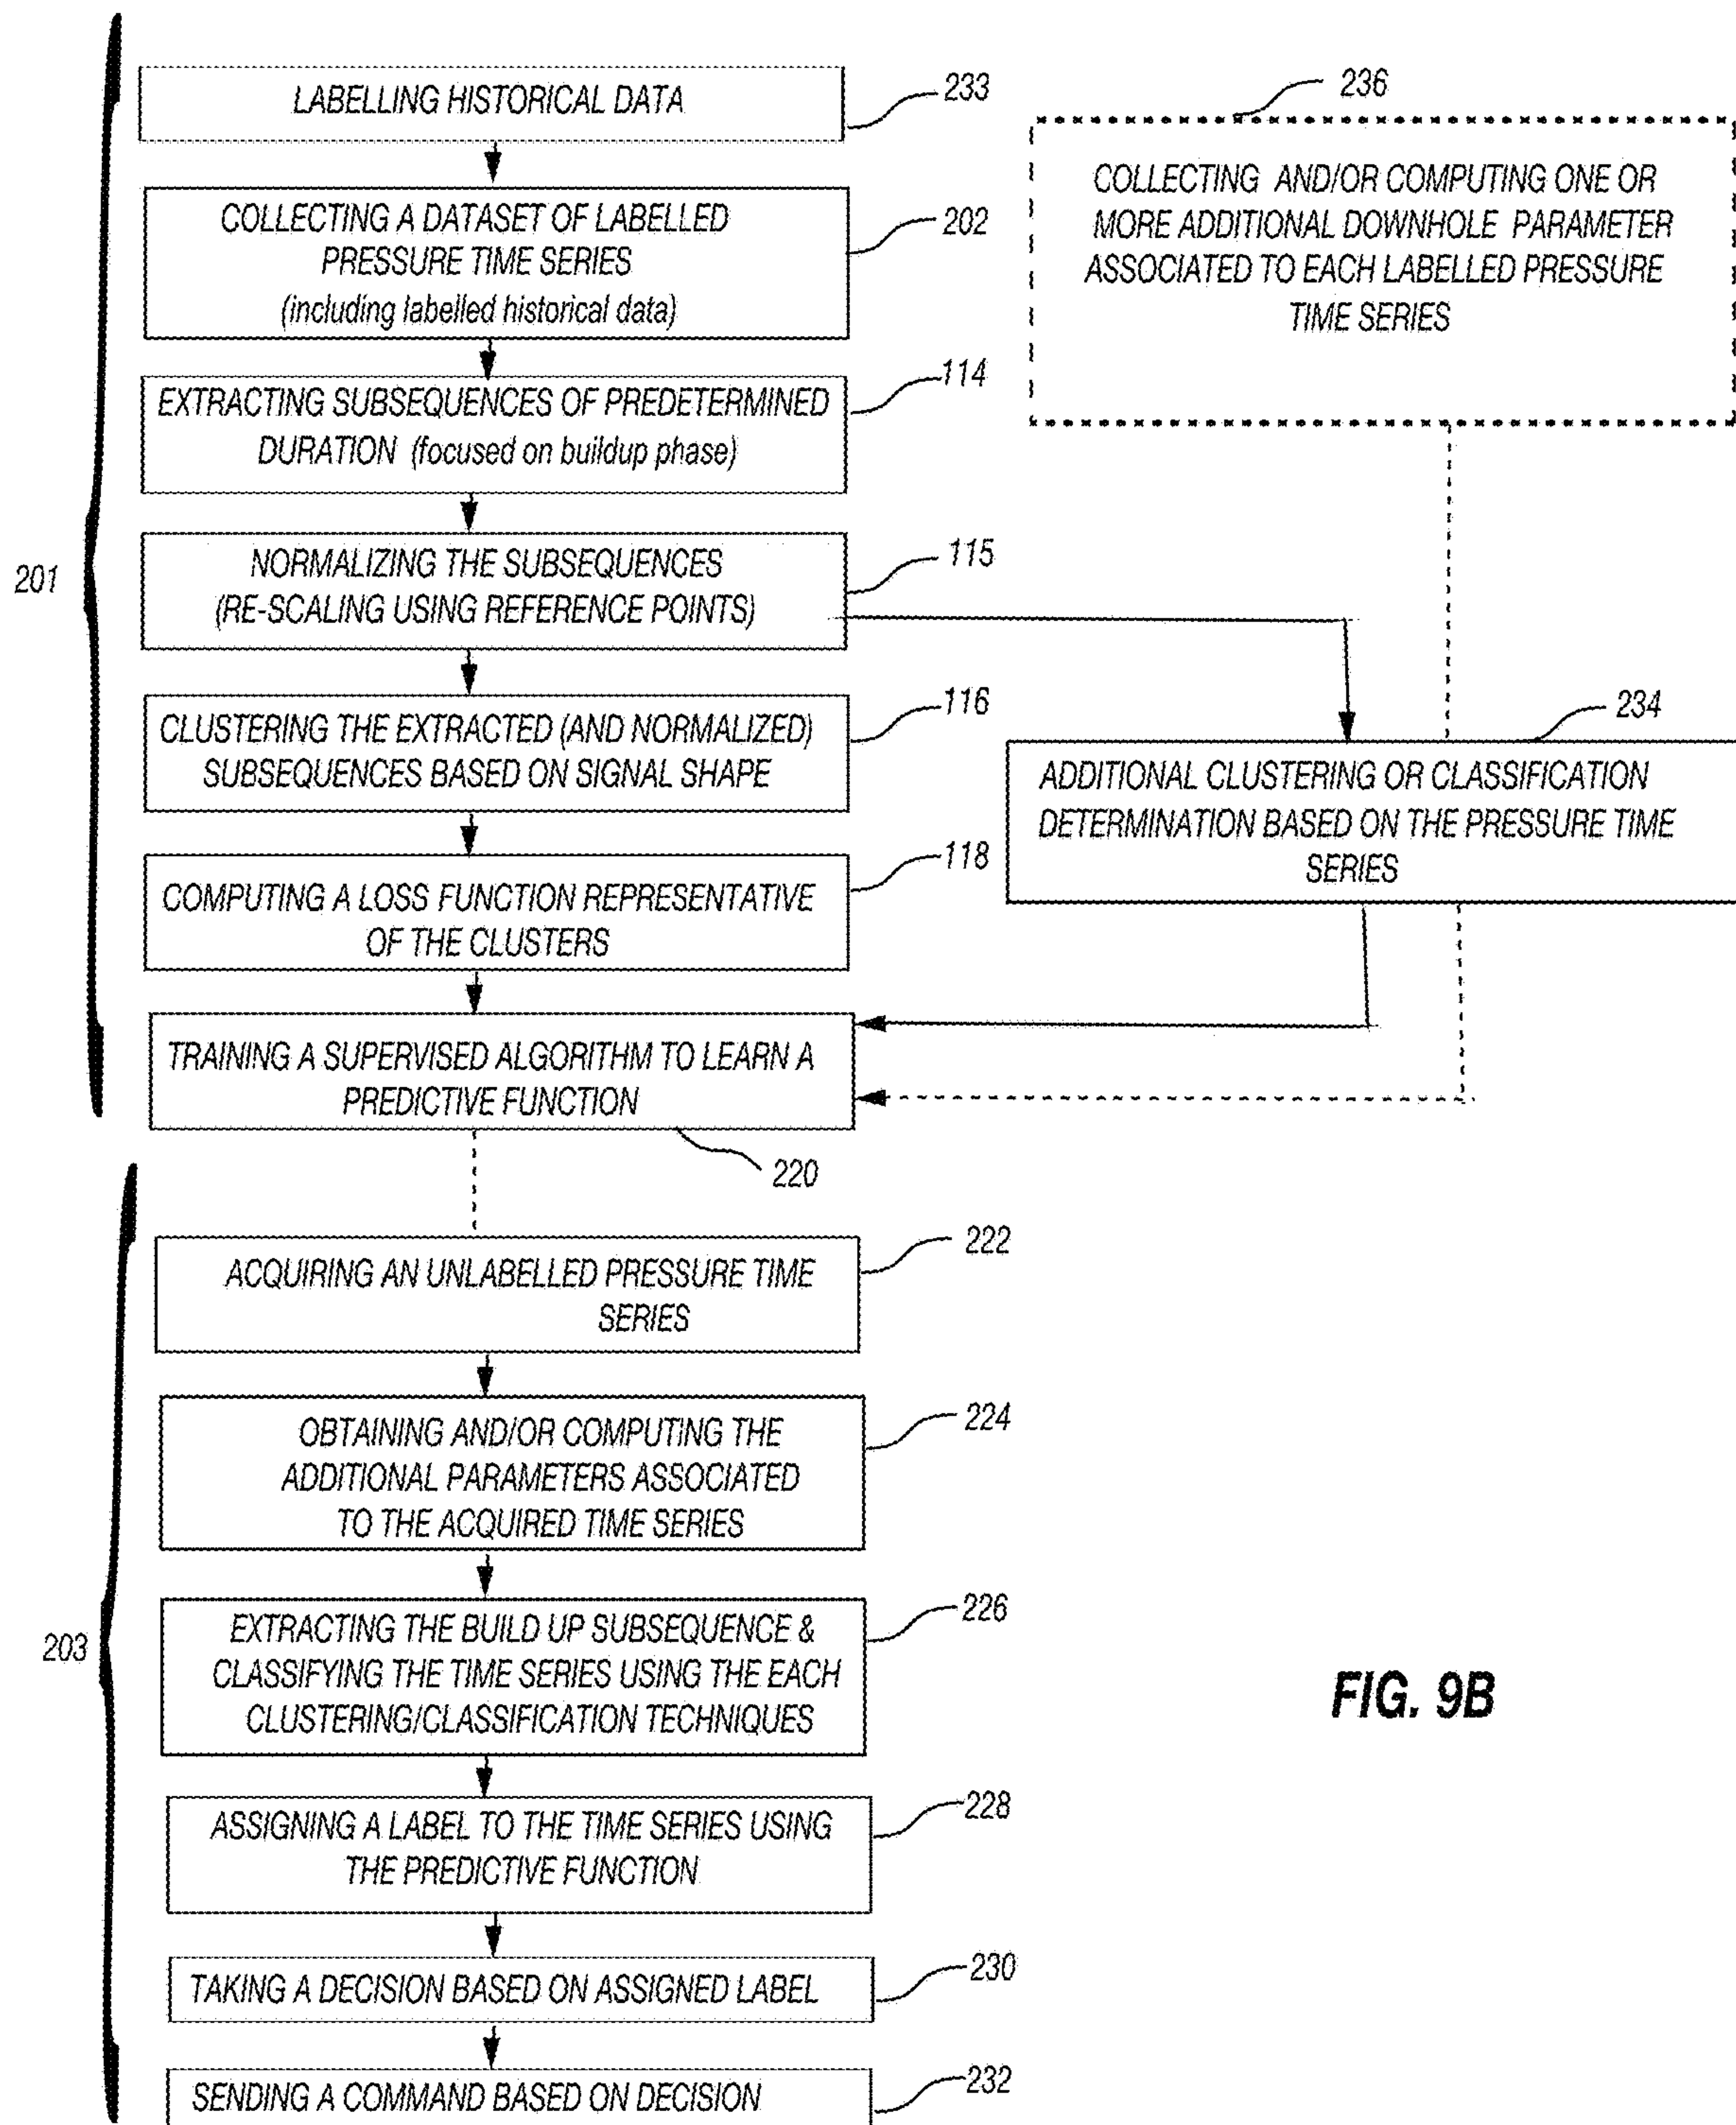 LABELLING HISTORICAL DATA
233
COLLECTING A DATASET OF LABELLED
PRESSURE TIME SERIES
(including labelled historical data)
202
EXTRACTING SUBSEQUENCES OF PREDETERMINED
DURATION (focused on buildup phase)
114
NORMALIZING THE SUBSEQUENCES
(RE-SCALING USING REFERENCE POINTS)
115
CLUSTERING THE EXTRACTED (AND NORMALIZED)
SUBSEQUENCES BASED ON SIGNAL SHAPE
116
COMPUTING A LOSS FUNCTION REPRESENTATIVE
OF THE CLUSTERS
118
TRAINING A SUPERVISED ALGORITHM TO LEARN A
PREDICTIVE FUNCTION
220
201
236
COLLECTING AND/OR COMPUTING ONE OR
MORE ADDITIONAL DOWNHOLE PARAMETER
ASSOCIATED TO EACH LABELLED PRESSURE
TIME SERIES
234
ADDITIONAL CLUSTERING OR CLASSIFICATION
DETERMINATION BASED ON THE PRESSURE TIME
SERIES
ACQUIRING AN UNLABELLED PRESSURE TIME
SERIES
222
OBTAINING AND/OR COMPUTING THE
ADDITIONAL PARAMETERS ASSOCIATED
TO THE ACQUIRED TIME SERIES
224
EXTRACTING THE BUILD UP SUBSEQUENCE &
CLASSIFYING THE TIME SERIES USING THE EACH
CLUSTERING/CLASSIFICATION TECHNIQUES
226
ASSIGNING A LABEL TO THE TIME SERIES USING
THE PREDICTIVE FUNCTION
228
TAKING A DECISION BASED ON ASSIGNED LABEL
230
SENDING A COMMAND BASED ON DECISION
232
203
FIG. 9B